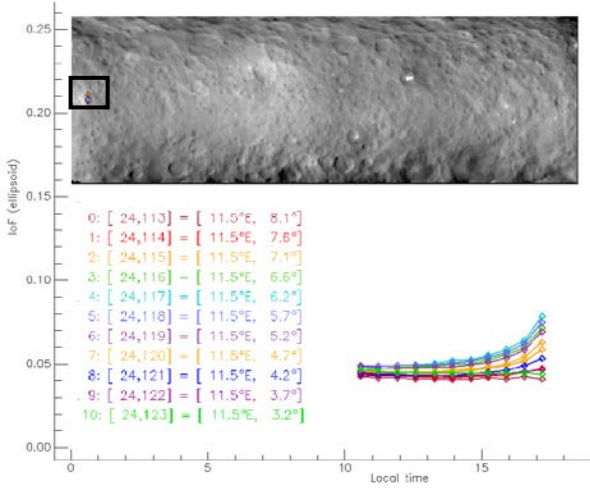 0.25
0.20
0.15
0.10
0.05
0.00
IoF (ellipsoid)
0: [ 24,113] = [ 11.5°E, 8.1°]
1: [ 24,114] = [ 11.5°E, 7.6°]
2: [ 24,115] = [ 11.5°E, 7.1°]
3: [ 24,116] = [ 11.5°E, 6.6°]
4: [ 24,117] = [ 11.5°E, 6.2°]
5: [ 24,118] = [ 11.5°E, 5.7°]
6: [ 24,119] = [ 11.5°E, 5.2°]
7: [ 24,120] = [ 11.5°E, 4.7°]
8: [ 24,121] = [ 11.5°E, 4.2°]
9: [ 24,122] = [ 11.5°E, 3.7°]
10: [ 24,123] = [ 11.5°E, 3.2°]
0 5 10 15
Local time